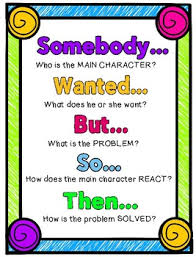 Somebody...
Who is the MAIN CHARACTER?
Wanted...
What does he or she want?
But...
What is the PROBLEM?
So...
How does the main character REACT?
Then...
How is the problem SOLVED?